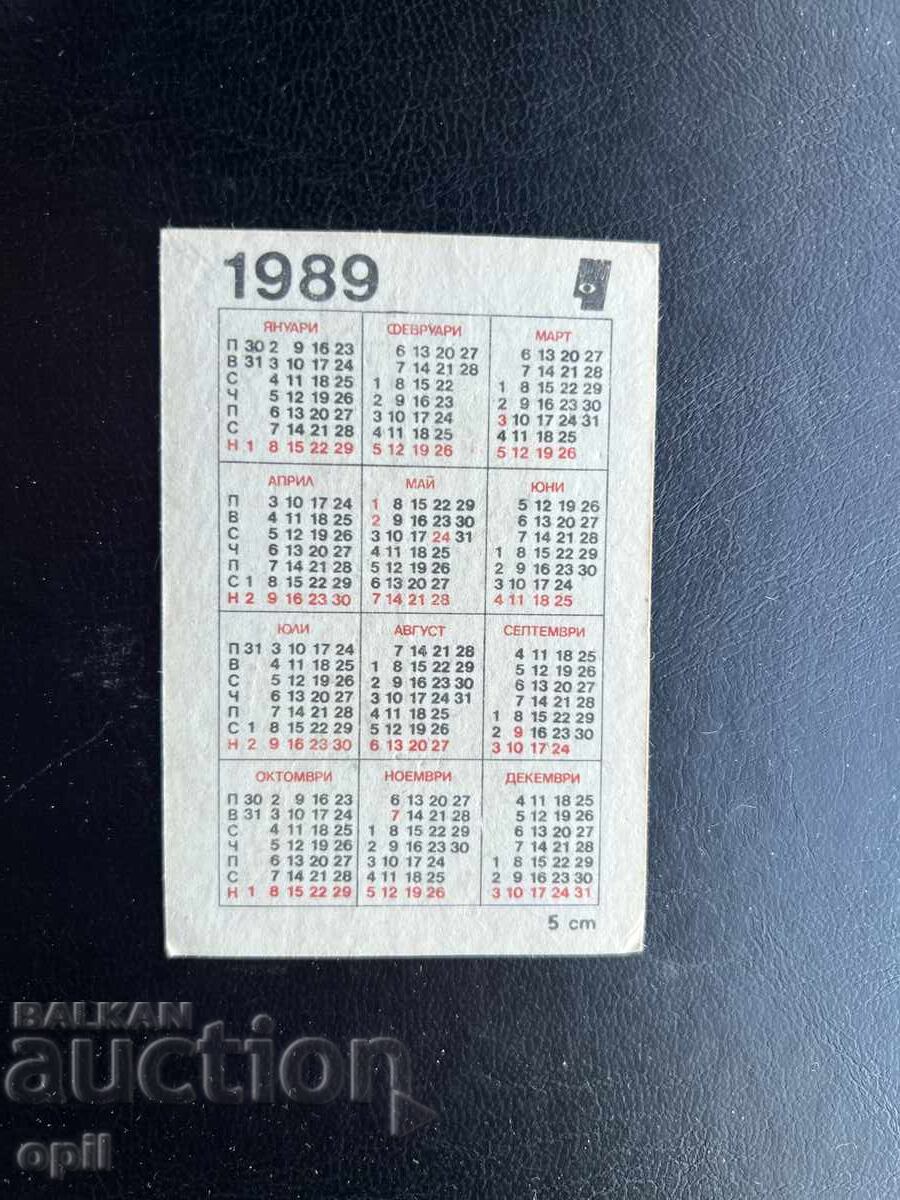 1989
ЯНУАРИ ФЕВРУАРИ МАРТ
П 30 2 9 16 23 6 13 20 27 6 13 20 27
В 31 3 10 17 24 7 14 21 28 7 14 21 28
С 4 11 18 25 1 8 15 22 1 8 15 22 29
Ч 5 12 19 26 2 9 16 23 2 9 16 23 30
П 6 13 20 27 3 10 17 24 3 10 17 24 31
С 7 14 21 28 4 11 18 25 4 11 18 25
Н 1 8 15 22 29 5 12 19 26 5 12 19 26
АПРИЛ МАЙ ЮНИ
П 3 10 17 24 1 8 15 22 29 5 12 19 26
В 4 11 18 25 2 9 16 23 30 6 13 20 27
С 5 12 19 26 3 10 17 24 31 7 14 21 28
Ч 6 13 20 27 4 11 18 25 1 8 15 22 29
П 7 14 21 28 5 12 19 26 2 9 16 23 30
С 1 8 15 22 29 6 13 20 27 3 10 17 24
Н 2 9 16 23 30 7 14 21 28 4 11 18 25
ЮЛИ АВГУСТ СЕПТЕМВРИ
П 31 3 10 17 24 7 14 21 28 4 11 18 25
В 4 11 18 25 1 8 15 22 29 5 12 19 26
С 5 12 19 26 2 9 16 23 30 6 13 20 27
Ч 6 13 20 27 3 10 17 24 31 7 14 21 28
П 7 14 21 28 4 11 18 25 1 8 15 22 29
С 1 8 15 22 29 5 12 19 26 2 9 16 23 30
Н 2 9 16 23 30 6 13 20 27 3 10 17 24
ОКТОМВРИ НОЕМВРИ ДЕКЕМВРИ
П 30 2 9 16 23 6 13 20 27 4 11 18 25
В 31 3 10 17 24 7 14 21 28 5 12 19 26
С 4 11 18 25 1 8 15 22 29 6 13 20 27
Ч 5 12 19 26 2 9 16 23 30 7 14 21 28
П 6 13 20 27 3 10 17 24 1 8 15 22 29
С 7 14 21 28 4 11 18 25 2 9 16 23 30
Н 1 8 15 22 29 5 12 19 26 3 10 17 24 31
5 cm
BALKAN
auction
opil